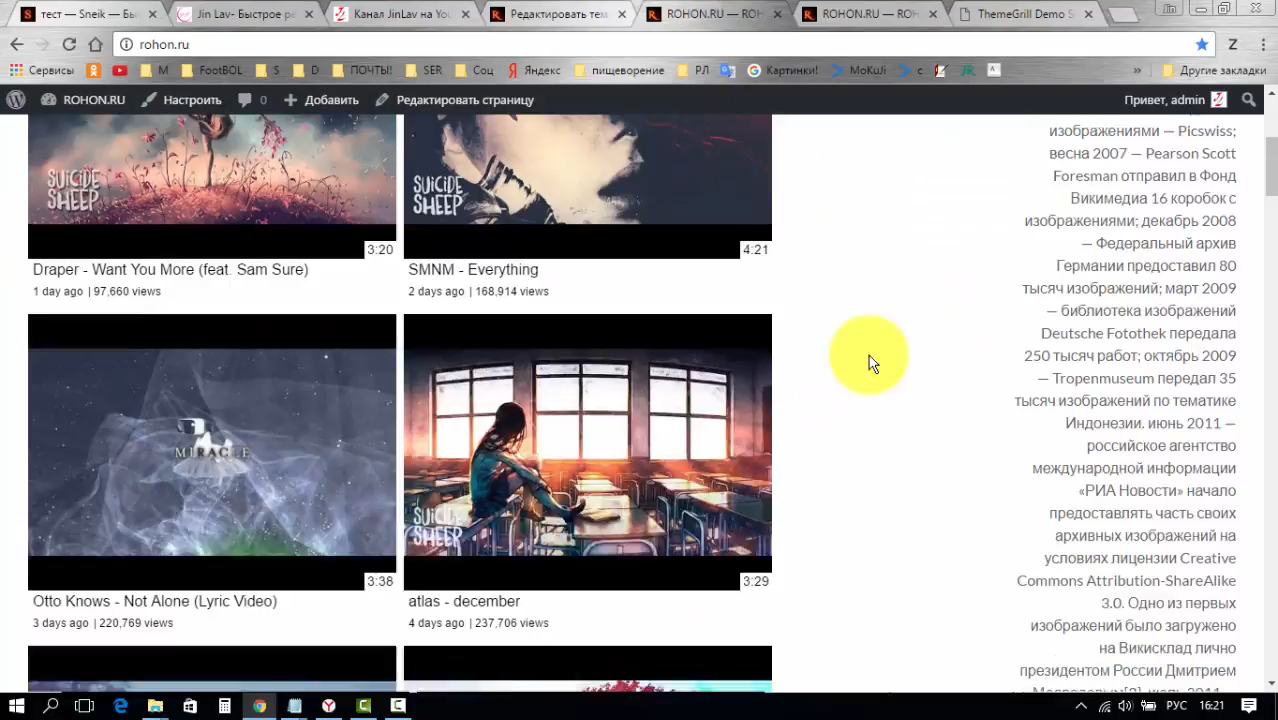 тест — Sneik — Бы
Jin Lav- Быстрое ре
Канал JinLav на You
Редактировать тем
ROHON.RU — ROH
ROHON.RU — ROH
ThemeGrill Demo S
rohon.ru
Сервисы
М
FootBOL
S
D
ПОЧТЫ!
SER
Соц
Яндекс
пищеворение
РЛ
Картинки!
MoKuJi
с
Другие закладки
ROHON.RU
Настроить
0
Добавить
Редактировать страницу
Привет, admin
SUICIDE
SHEEP
3:20
Draper - Want You More (feat. Sam Sure)
1 day ago | 97,660 views
SUICIDE
SHEEP
4:21
SMNM - Everything
2 days ago | 168,914 views
MIRACLE
3:38
Otto Knows - Not Alone (Lyric Video)
3 days ago | 220,769 views
SUICIDE
SHEEP
3:29
atlas - december
4 days ago | 237,706 views
изображениями — Picswiss;
весна 2007 — Pearson Scott
Foresman отправил в Фонд
Викимедиа 16 коробок с
изображениями; декабрь 2008
— Федеральный архив
Германии предоставил 80
тысяч изображений; март 2009
— библиотека изображений
Deutsche Fotothek передала
250 тысяч работ; октябрь 2009
— Tropenmuseum передал 35
тысяч изображений по тематике
Индонезии. июнь 2011 —
российское агентство
международной информации
«РИА Новости» начало
предоставлять часть своих
архивных изображений на
условиях лицензии Creative
Commons Attribution-ShareAlike
3.0. Одно из первых
изображений было загружено
на Викисклад лично
президентом России Дмитрием
РУС
16:21